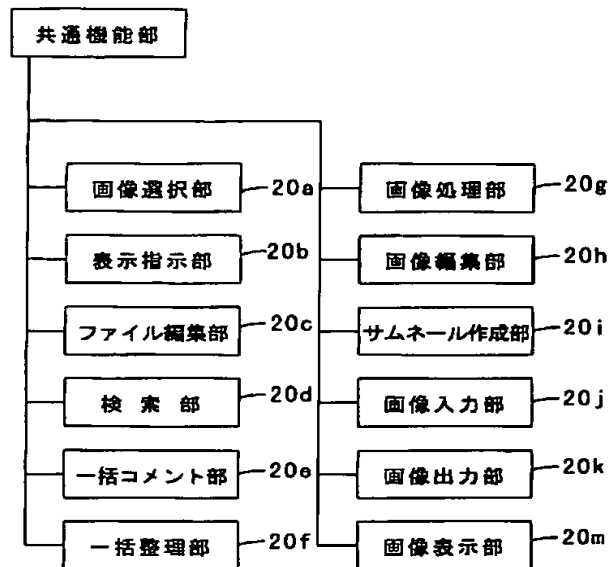 共通機能部
画像選択部 20a
表示指示部 20b
ファイル編集部 20c
検索部 20d
一括コメント部 20e
一括整理部 20f
画像処理部 20g
画像編集部 20h
サムネール作成部 20i
画像入力部 20j
画像出力部 20k
画像表示部 20m